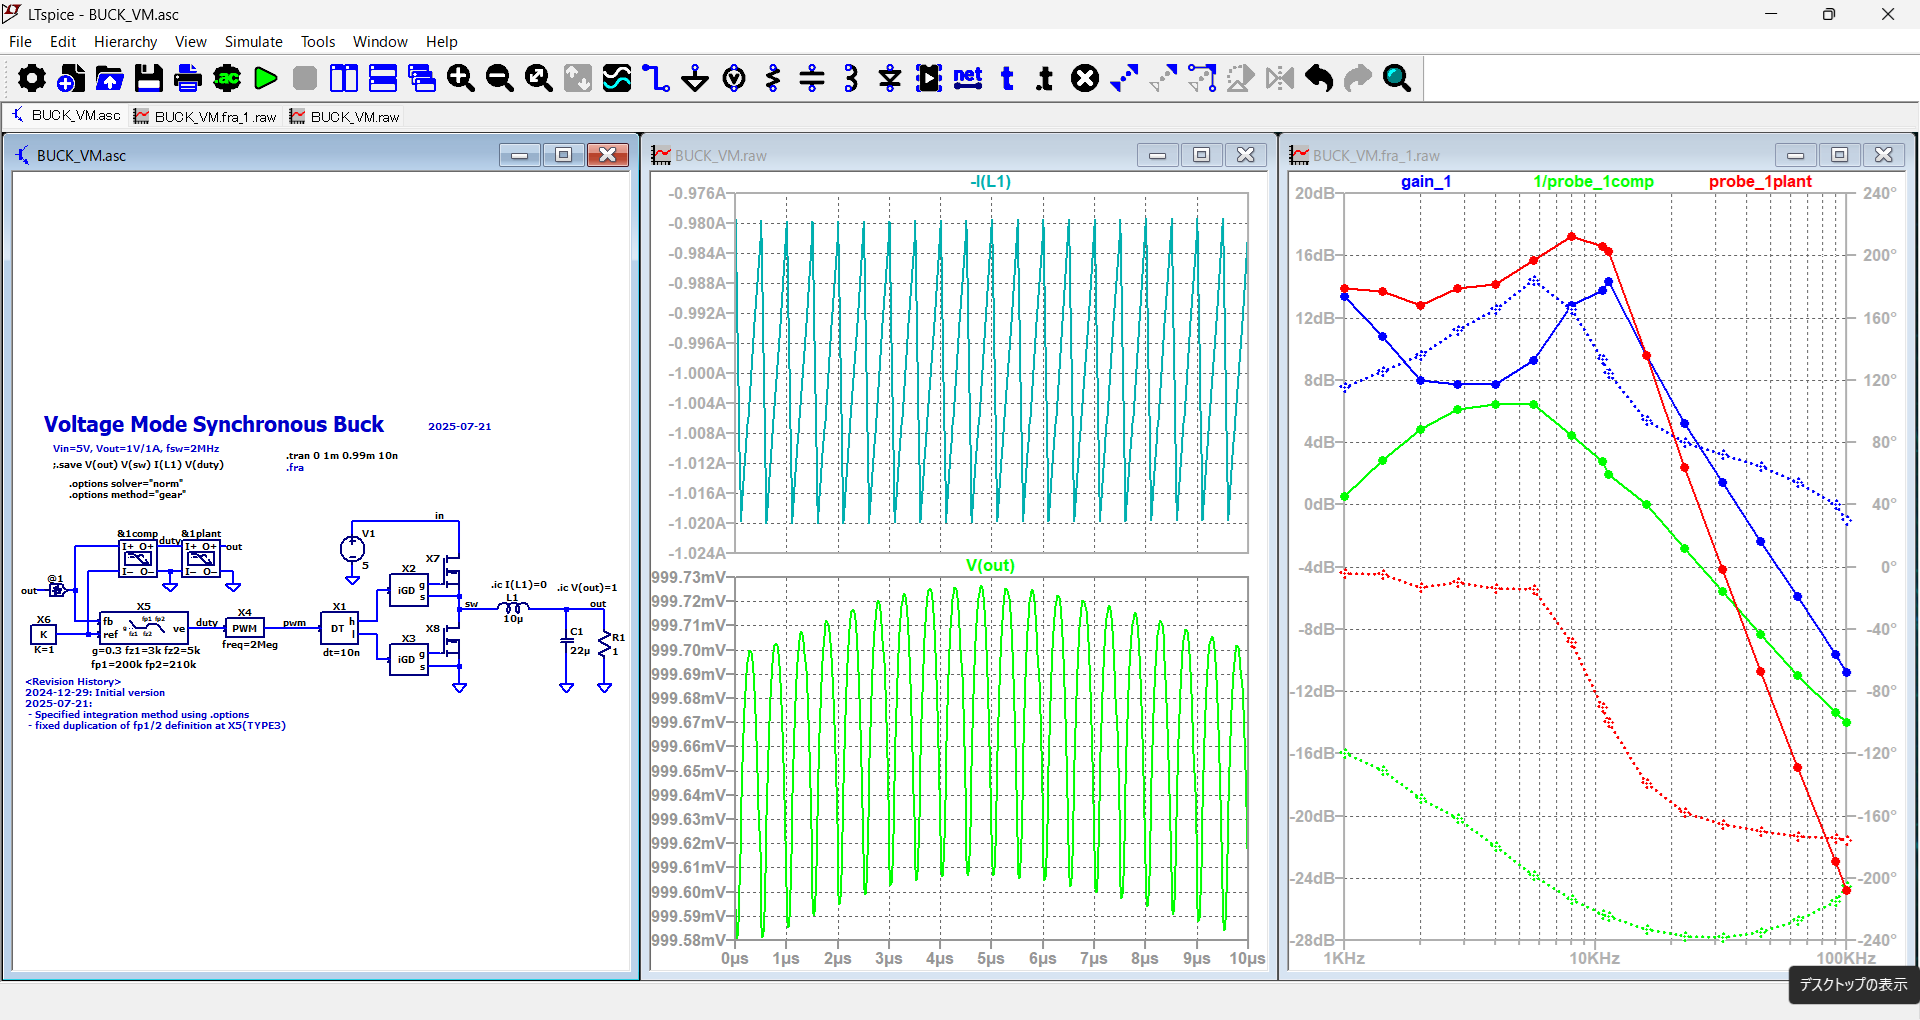 LTspice - BUCK_VM.asc
File Edit Hierarchy View Simulate Tools Window Help
.ac net t .t
BUCK_VM.asc BUCK_VM.fra_1.raw BUCK_VM.raw
BUCK_VM.asc
Voltage Mode Synchronous Buck 2025-07-21
Vin=5V, Vout=1V/1A, fsw=2MHz
;.save V(out) V(sw) I(L1) V(duty)
.tran 0 1m 0.99m 10n
.fra
.options solver="norm"
.options method="gear"
&1comp duty &1plant
I+ O+ I+ O+ out
I- O- I- O-
@1
out
X6
K
K=1
X5
fb
ref
g fp1 fp2
fz1 fz2
ve
g=0.3 fz1=3k fz2=5k
fp1=200k fp2=210k
duty
X4
PWM
freq=2Meg
pwm
X1
DT h
l
dt=10n
V1
5
in
X2
iGD g
s
X3
iGD g
s
X7
X8
sw
.ic I(L1)=0
L1
10µ
.ic V(out)=1
out
C1
22µ
R1
1
<Revision History>
2024-12-29: Initial version
2025-07-21:
- Specified integration method using .options
- fixed duplication of fp1/2 definition at X5(TYPE3)
BUCK_VM.raw
-I(L1)
-0.976A
-0.980A
-0.984A
-0.988A
-0.992A
-0.996A
-1.000A
-1.004A
-1.008A
-1.012A
-1.016A
-1.020A
-1.024A
V(out)
999.73mV
999.72mV
999.71mV
999.70mV
999.69mV
999.68mV
999.67mV
999.66mV
999.65mV
999.64mV
999.63mV
999.62mV
999.61mV
999.60mV
999.59mV
999.58mV
0µs 1µs 2µs 3µs 4µs 5µs 6µs 7µs 8µs 9µs 10µs
BUCK_VM.fra_1.raw
gain_1 1/probe_1comp probe_1plant
20dB 240°
16dB 200°
12dB 160°
8dB 120°
4dB 80°
0dB 40°
-4dB 0°
-8dB -40°
-12dB -80°
-16dB -120°
-20dB -160°
-24dB -200°
-28dB -240°
1KHz 10KHz 100KHz
デスクトップの表示